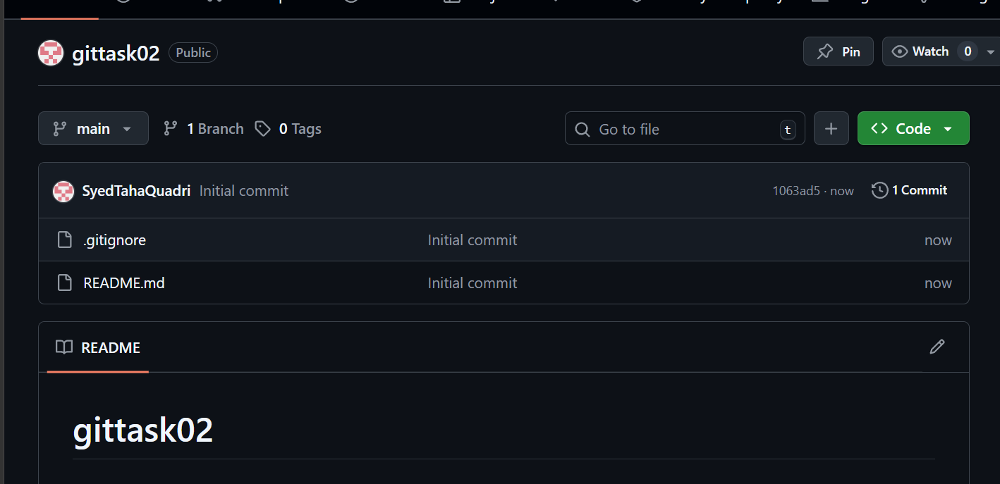 gittask02 Public Pin Watch 0
main 1 Branch 0 Tags Go to file t Code
SyedTahaQuadri Initial commit 1063ad5 · now 1 Commit
.gitignore Initial commit now
README.md Initial commit now
README
gittask02